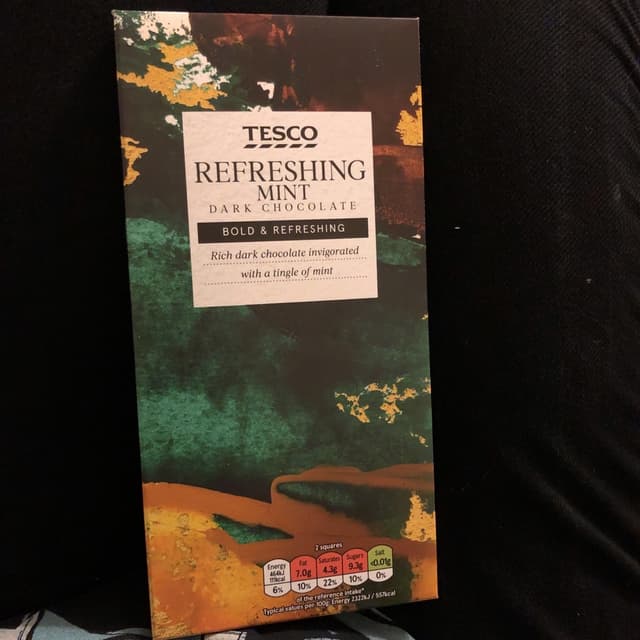 TESCO
REFRESHING
MINT
DARK CHOCOLATE
BOLD & REFRESHING
Rich dark chocolate invigorated
with a tingle of mint
2 squares
Energy Fat Saturates Sugars Salt
464kJ 7.0g 4.3g 9.3g <0.01g
111kcal
6% 10% 22% 10% 0%
of the reference intake*
Typical values per 100g: Energy 2322kJ / 557kcal